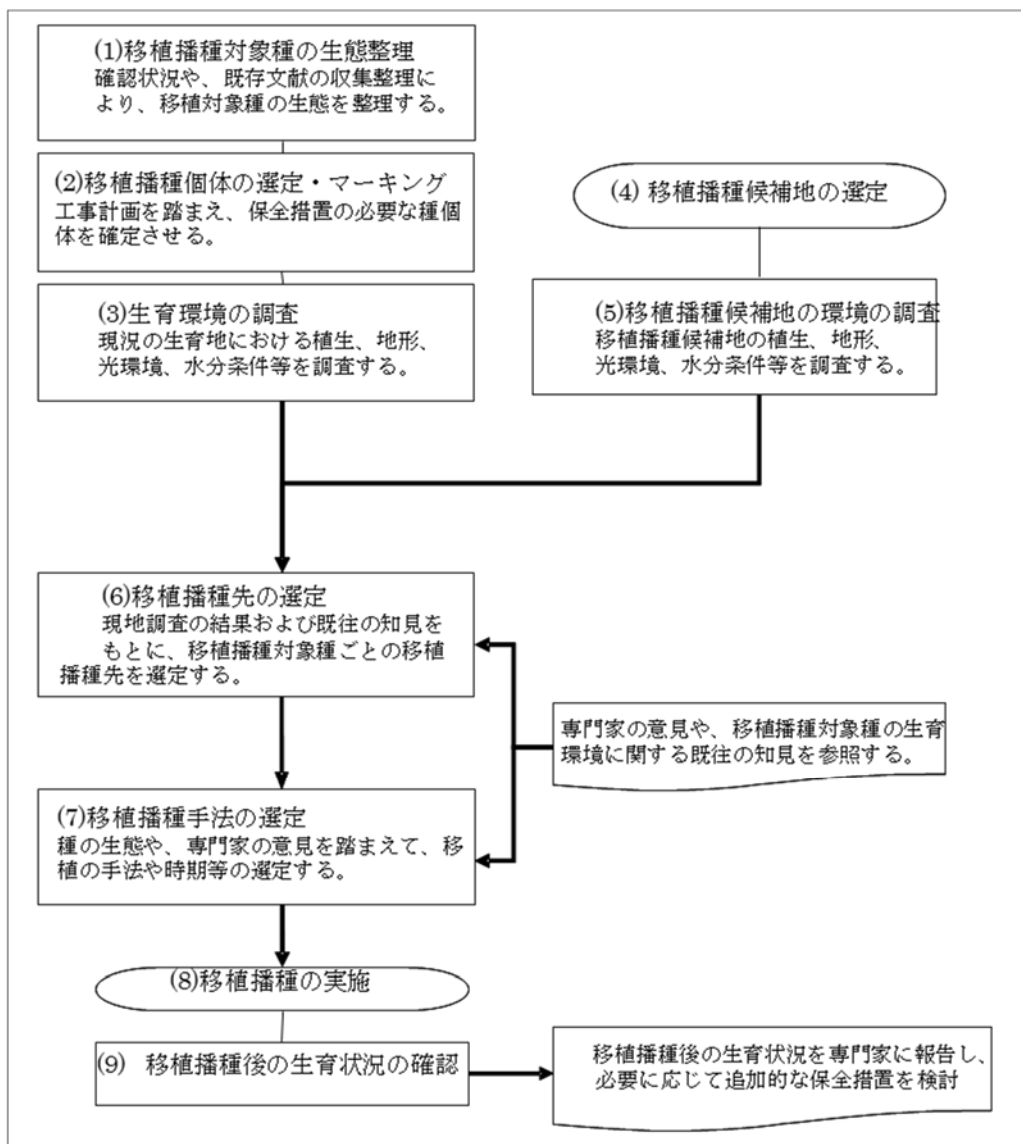 (1)移植播種対象種の生態整理
確認状況や、既存文献の収集整理に
より、移植対象種の生態を整理する。
(2)移植播種個体の選定・マーキング
工事計画を踏まえ、保全措置の必要な種個
体を確定させる。
(3)生育環境の調査
現況の生育地における植生、地形、
光環境、水分条件等を調査する。
(4) 移植播種候補地の選定
(5)移植播種候補地の環境の調査
移植播種候補地の植生、地形、
光環境、水分条件等を調査する。
(6)移植播種先の選定
現地調査の結果および既往の知見を
もとに、移植播種対象種ごとの移植
播種先を選定する。
専門家の意見や、移植播種対象種の生育
環境に関する既往の知見を参照する。
(7)移植播種手法の選定
種の生態や、専門家の意見を踏まえて、移
植の手法や時期等の選定する。
(8)移植播種の実施
(9) 移植播種後の生育状況の確認
移植播種後の生育状況を専門家に報告し、
必要に応じて追加的な保全措置を検討